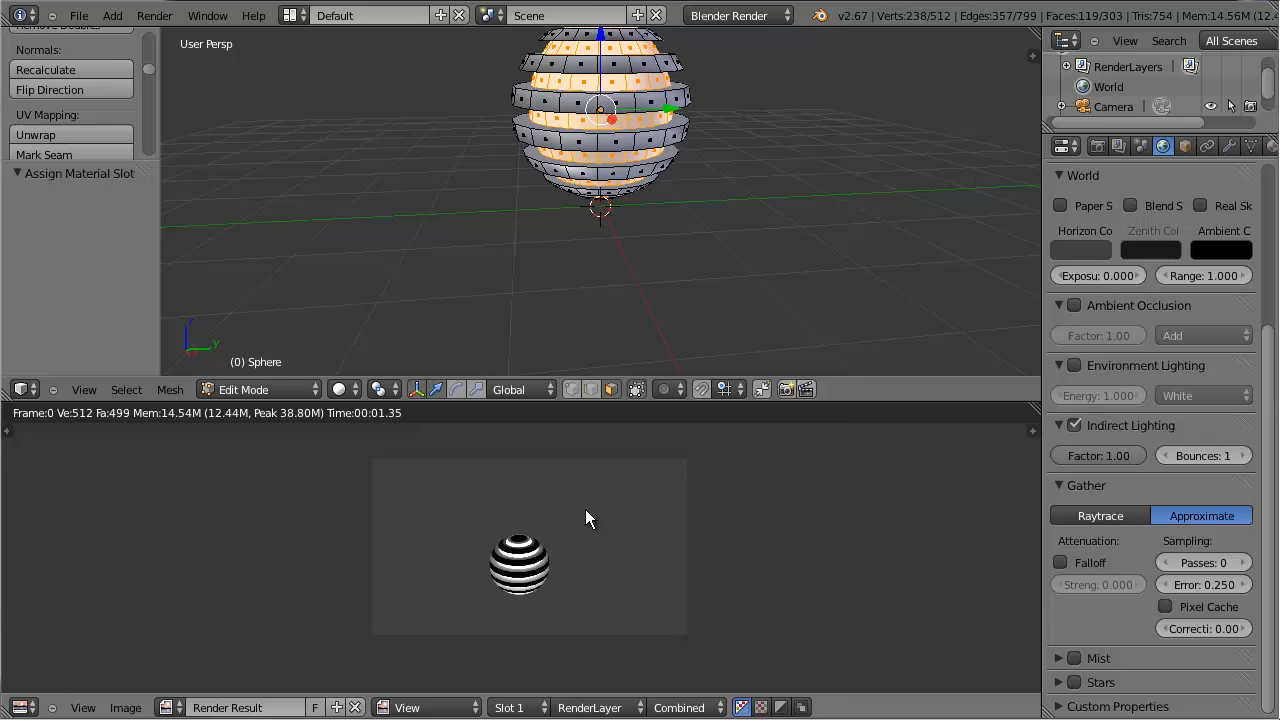 File Add Render Window Help Default Scene Blender Render v2.67 | Verts:238/512 | Edges:357/799 | Faces:119/303 | Tris:754 | Mem:14.56M
Normals:
Recalculate
Flip Direction
UV Mapping:
Unwrap
Mark Seam
Assign Material Slot
User Persp
z
y
(0) Sphere
View Select Mesh Edit Mode Global
Frame:0 Ve:512 Fa:499 Mem:14.54M (12.44M, Peak 38.80M) Time:00:01.35
View Image Render Result F View Slot 1 RenderLayer Combined
View Search All Scenes
RenderLayers
World
Camera
World
Paper S Blend S Real Sk
Horizon Co Zenith Col Ambient C
Exposu: 0.000 Range: 1.000
Ambient Occlusion
Factor: 1.00 Add
Environment Lighting
Energy: 1.000 White
Indirect Lighting
Factor: 1.00 Bounces: 1
Gather
Raytrace Approximate
Attenuation: Sampling:
Falloff Passes: 0
Streng: 0.000 Error: 0.250
Pixel Cache
Correcti: 0.00
Mist
Stars
Custom Properties